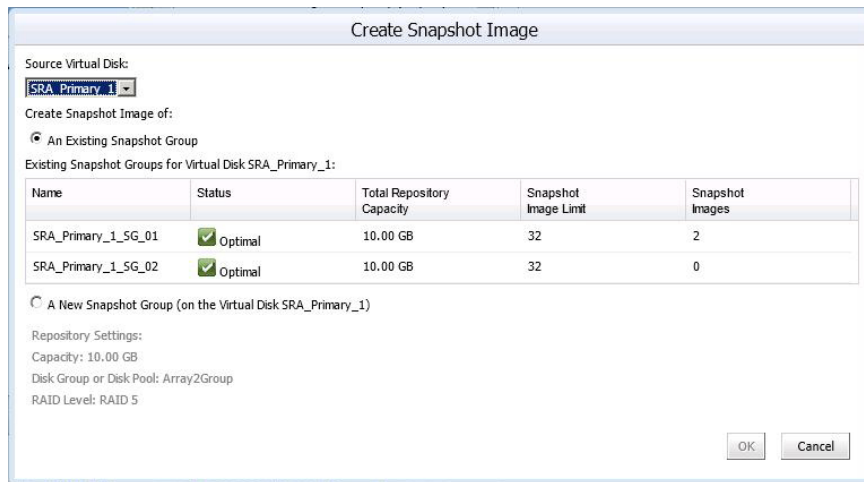 Create Snapshot Image
Source Virtual Disk:
SRA_Primary_1
Create Snapshot Image of:
An Existing Snapshot Group
Existing Snapshot Groups for Virtual Disk SRA_Primary_1:
Name Status Total Repository Capacity Snapshot Image Limit Snapshot Images
SRA_Primary_1_SG_01 Optimal 10.00 GB 32 2
SRA_Primary_1_SG_02 Optimal 10.00 GB 32 0
A New Snapshot Group (on the Virtual Disk SRA_Primary_1)
Repository Settings:
Capacity: 10.00 GB
Disk Group or Disk Pool: Array2Group
RAID Level: RAID 5
OK Cancel